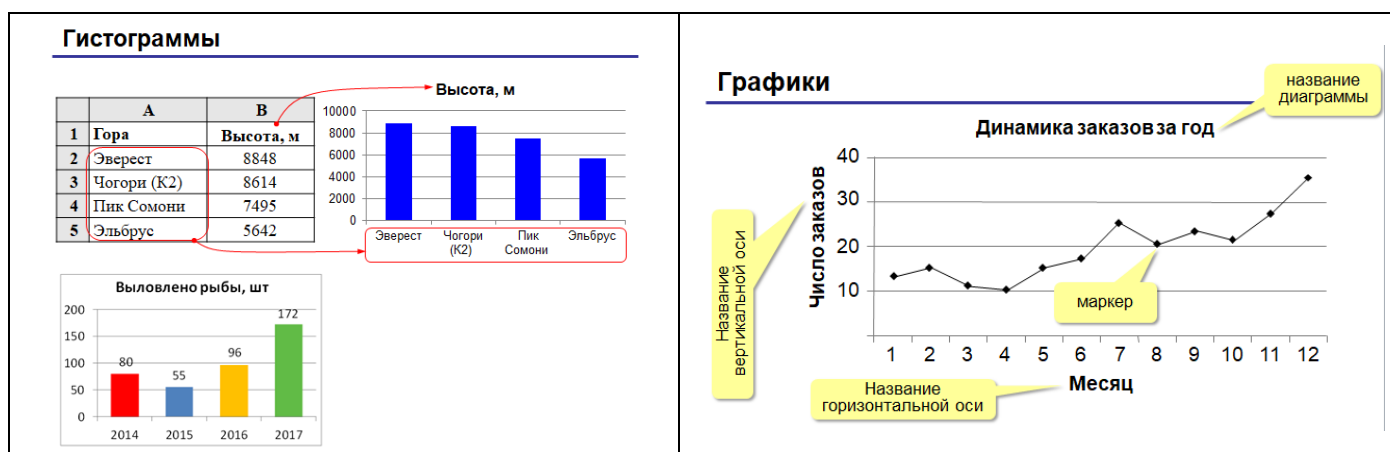 Гистограммы
A B
1 Гора Высота, м
2 Эверест 8848
3 Чогори (К2) 8614
4 Пик Сомони 7495
5 Эльбрус 5642
Высота, м
10000
8000
6000
4000
2000
0
Эверест Чогори Пик Эльбрус
(К2) Сомони
Выловлено рыбы, шт
200
150
100
50
0
80
55
96
172
2014 2015 2016 2017
Графики
название
диаграммы
Динамика заказов за год
40
30
20
10
Число заказов
Название
вертикальной оси
маркер
1 2 3 4 5 6 7 8 9 10 11 12
Месяц
Название
горизонтальной оси